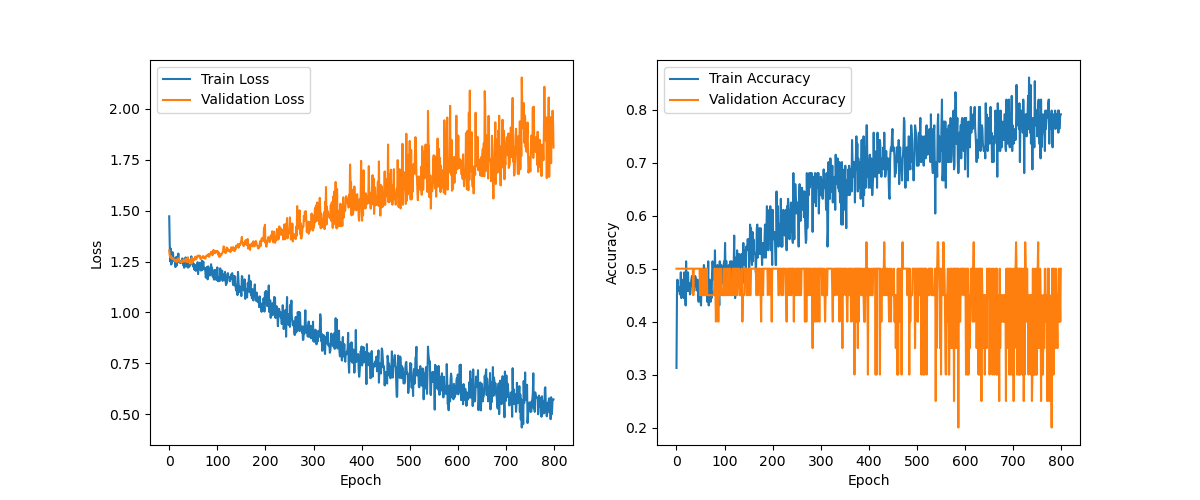 Train Loss
Validation Loss
2.00
1.75
1.50
1.25
1.00
0.75
0.50
Loss
0 100 200 300 400 500 600 700 800
Epoch
Train Accuracy
Validation Accuracy
0.8
0.7
0.6
0.5
0.4
0.3
0.2
Accuracy
0 100 200 300 400 500 600 700 800
Epoch